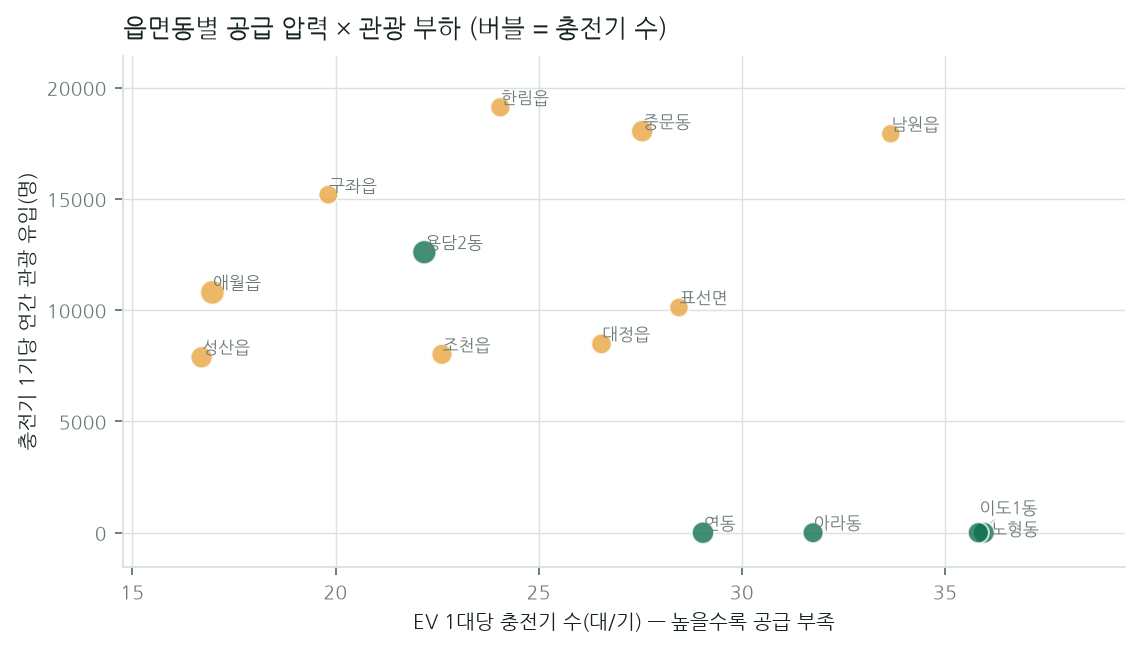 읍면동별 공급 압력 × 관광 부하 (버블 = 충전기 수)
충전기 1기당 연간 관광 유입(명)
20000
15000
10000
5000
0
한림읍
중문동
남원읍
구좌읍
용담2동
애월읍
표선면
대정읍
조천읍
성산읍
이도1동
연동
아라동
노형동
15
20
25
30
35
EV 1대당 충전기 수(대/기) — 높을수록 공급 부족